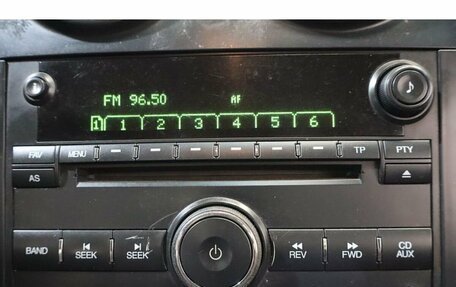 FM 96.50 AF
1 1 2 3 4 5 6
FAV MENU TP PTY
AS
BAND SEEK SEEK REV FWD CD AUX